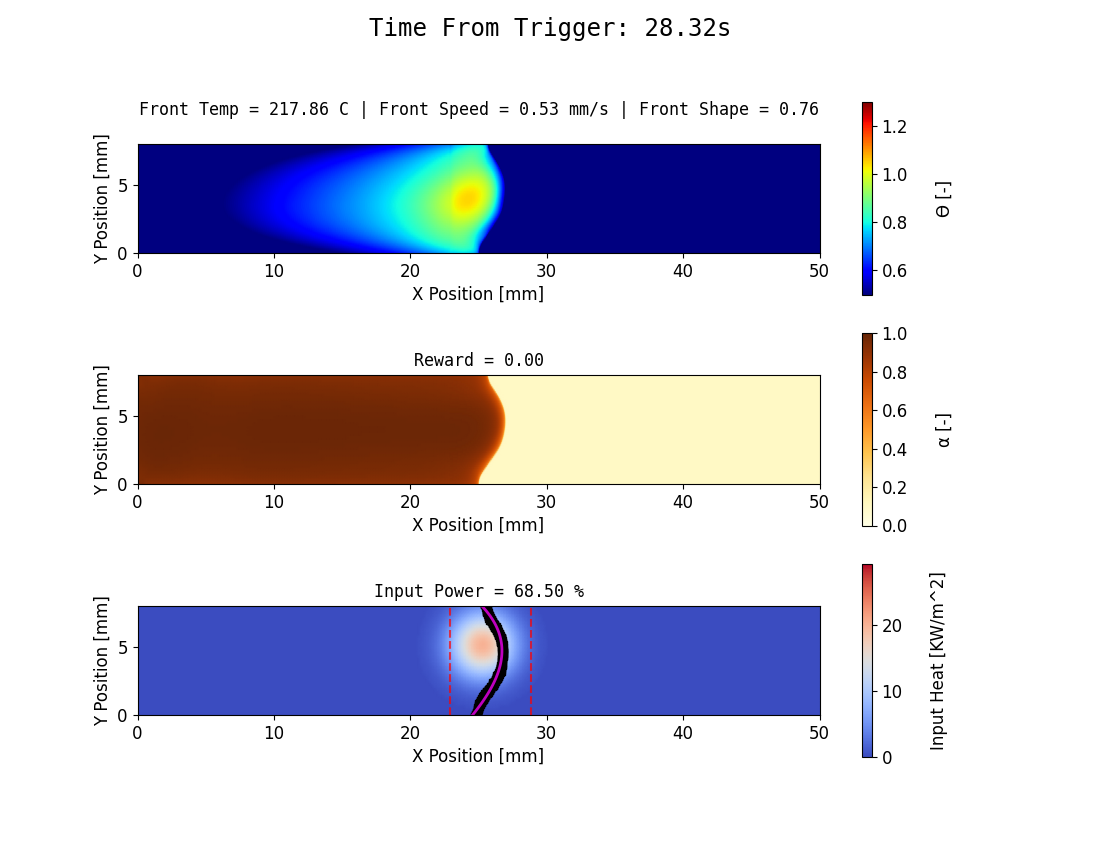 Time From Trigger: 28.32s
Front Temp = 217.86 C | Front Speed = 0.53 mm/s | Front Shape = 0.76
Y Position [mm]
5
0
0 10 20 30 40 50
X Position [mm]
1.2
1.0
0.8
0.6
Θ [-]
Reward = 0.00
Y Position [mm]
5
0
0 10 20 30 40 50
X Position [mm]
1.0
0.8
0.6
0.4
0.2
0.0
α [-]
Input Power = 68.50 %
Y Position [mm]
5
0
0 10 20 30 40 50
X Position [mm]
20
10
0
Input Heat [KW/m^2]